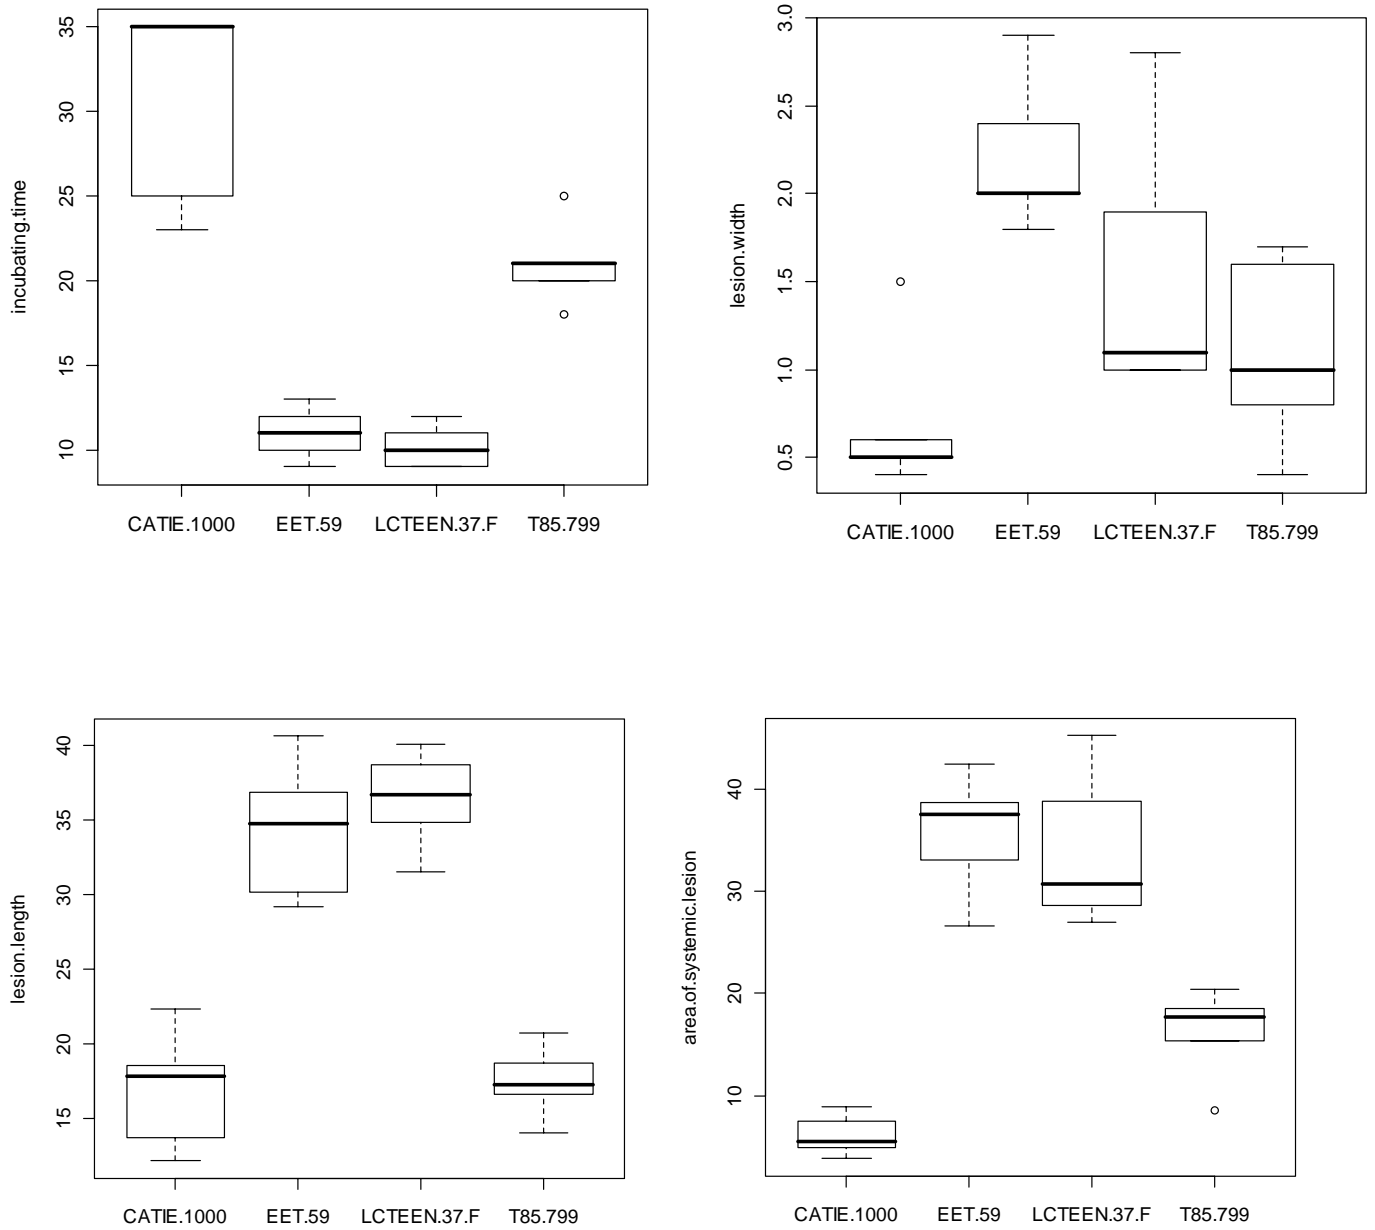 incubating.time
35
30
25
20
15
10
CATIE.1000 EET.59 LCTEEN.37.F T85.799
lesion.width
3.0
2.5
2.0
1.5
1.0
0.5
CATIE.1000 EET.59 LCTEEN.37.F T85.799
lesion.length
40
35
30
25
20
15
CATIE.1000 EET.59 LCTEEN.37.F T85.799
area.of.systemic.lesion
40
30
20
10
CATIE.1000 EET.59 LCTEEN.37.F T85.799